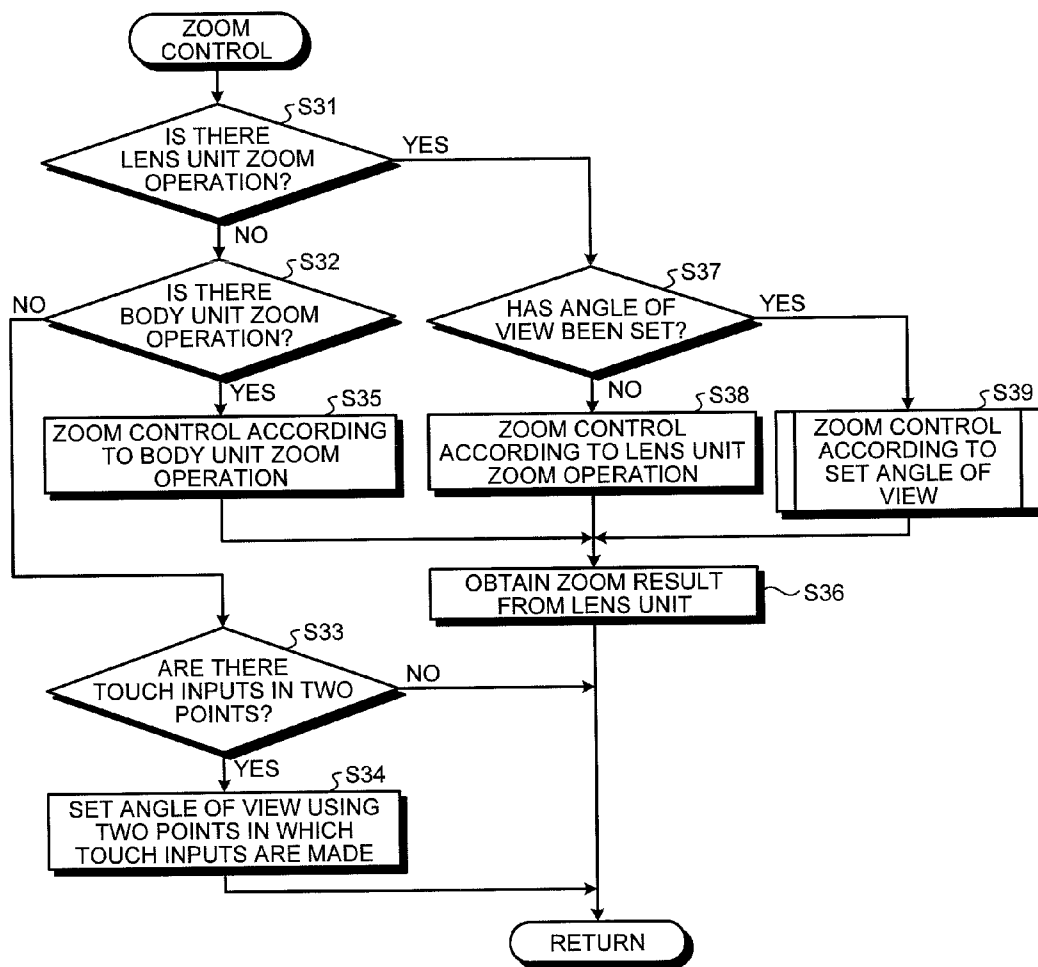 ZOOM
CONTROL
S31
IS THERE
LENS UNIT ZOOM
OPERATION?
YES
NO
S32
IS THERE
BODY UNIT ZOOM
OPERATION?
NO
YES
S37
HAS ANGLE OF
VIEW BEEN SET?
YES
NO
S35
ZOOM CONTROL ACCORDING
TO BODY UNIT ZOOM
OPERATION
S38
ZOOM CONTROL
ACCORDING TO LENS UNIT
ZOOM OPERATION
S39
ZOOM CONTROL
ACCORDING TO
SET ANGLE OF
VIEW
OBTAIN ZOOM RESULT
FROM LENS UNIT
S36
S33
ARE THERE
TOUCH INPUTS IN TWO
POINTS?
NO
YES
S34
SET ANGLE OF VIEW USING
TWO POINTS IN WHICH
TOUCH INPUTS ARE MADE
RETURN